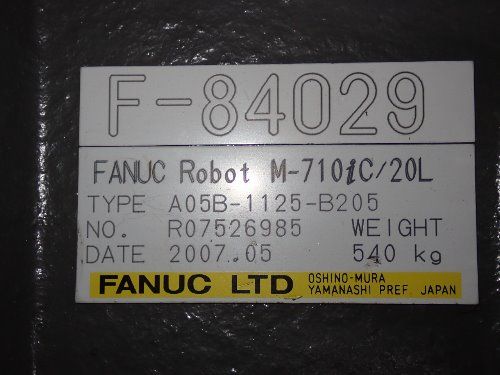 F-84029
FANUC Robot M-710iC/20L
TYPE A05B-1125-B205
NO. R07526985 WEIGHT
DATE 2007.05 540 kg
FANUC LTD OSHINO-MURA
YAMANASHI PREF. JAPAN